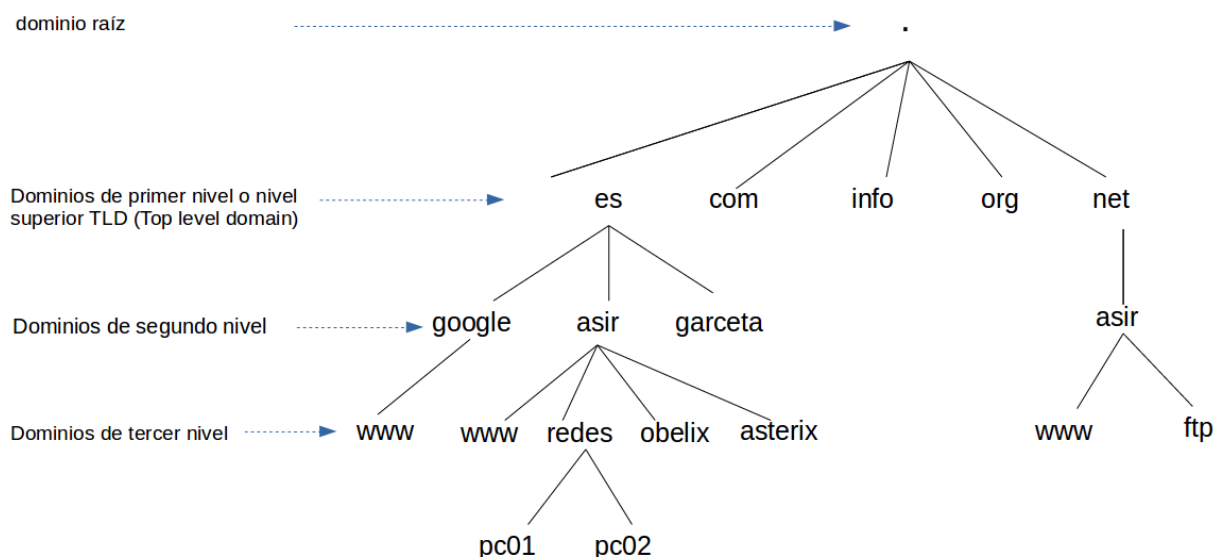 dominio raíz
.
Dominios de primer nivel o nivel
superior TLD (Top level domain)
es com info org net
Dominios de segundo nivel
google asir garceta asir
Dominios de tercer nivel
www www redes obelix asterix www ftp
pc01 pc02